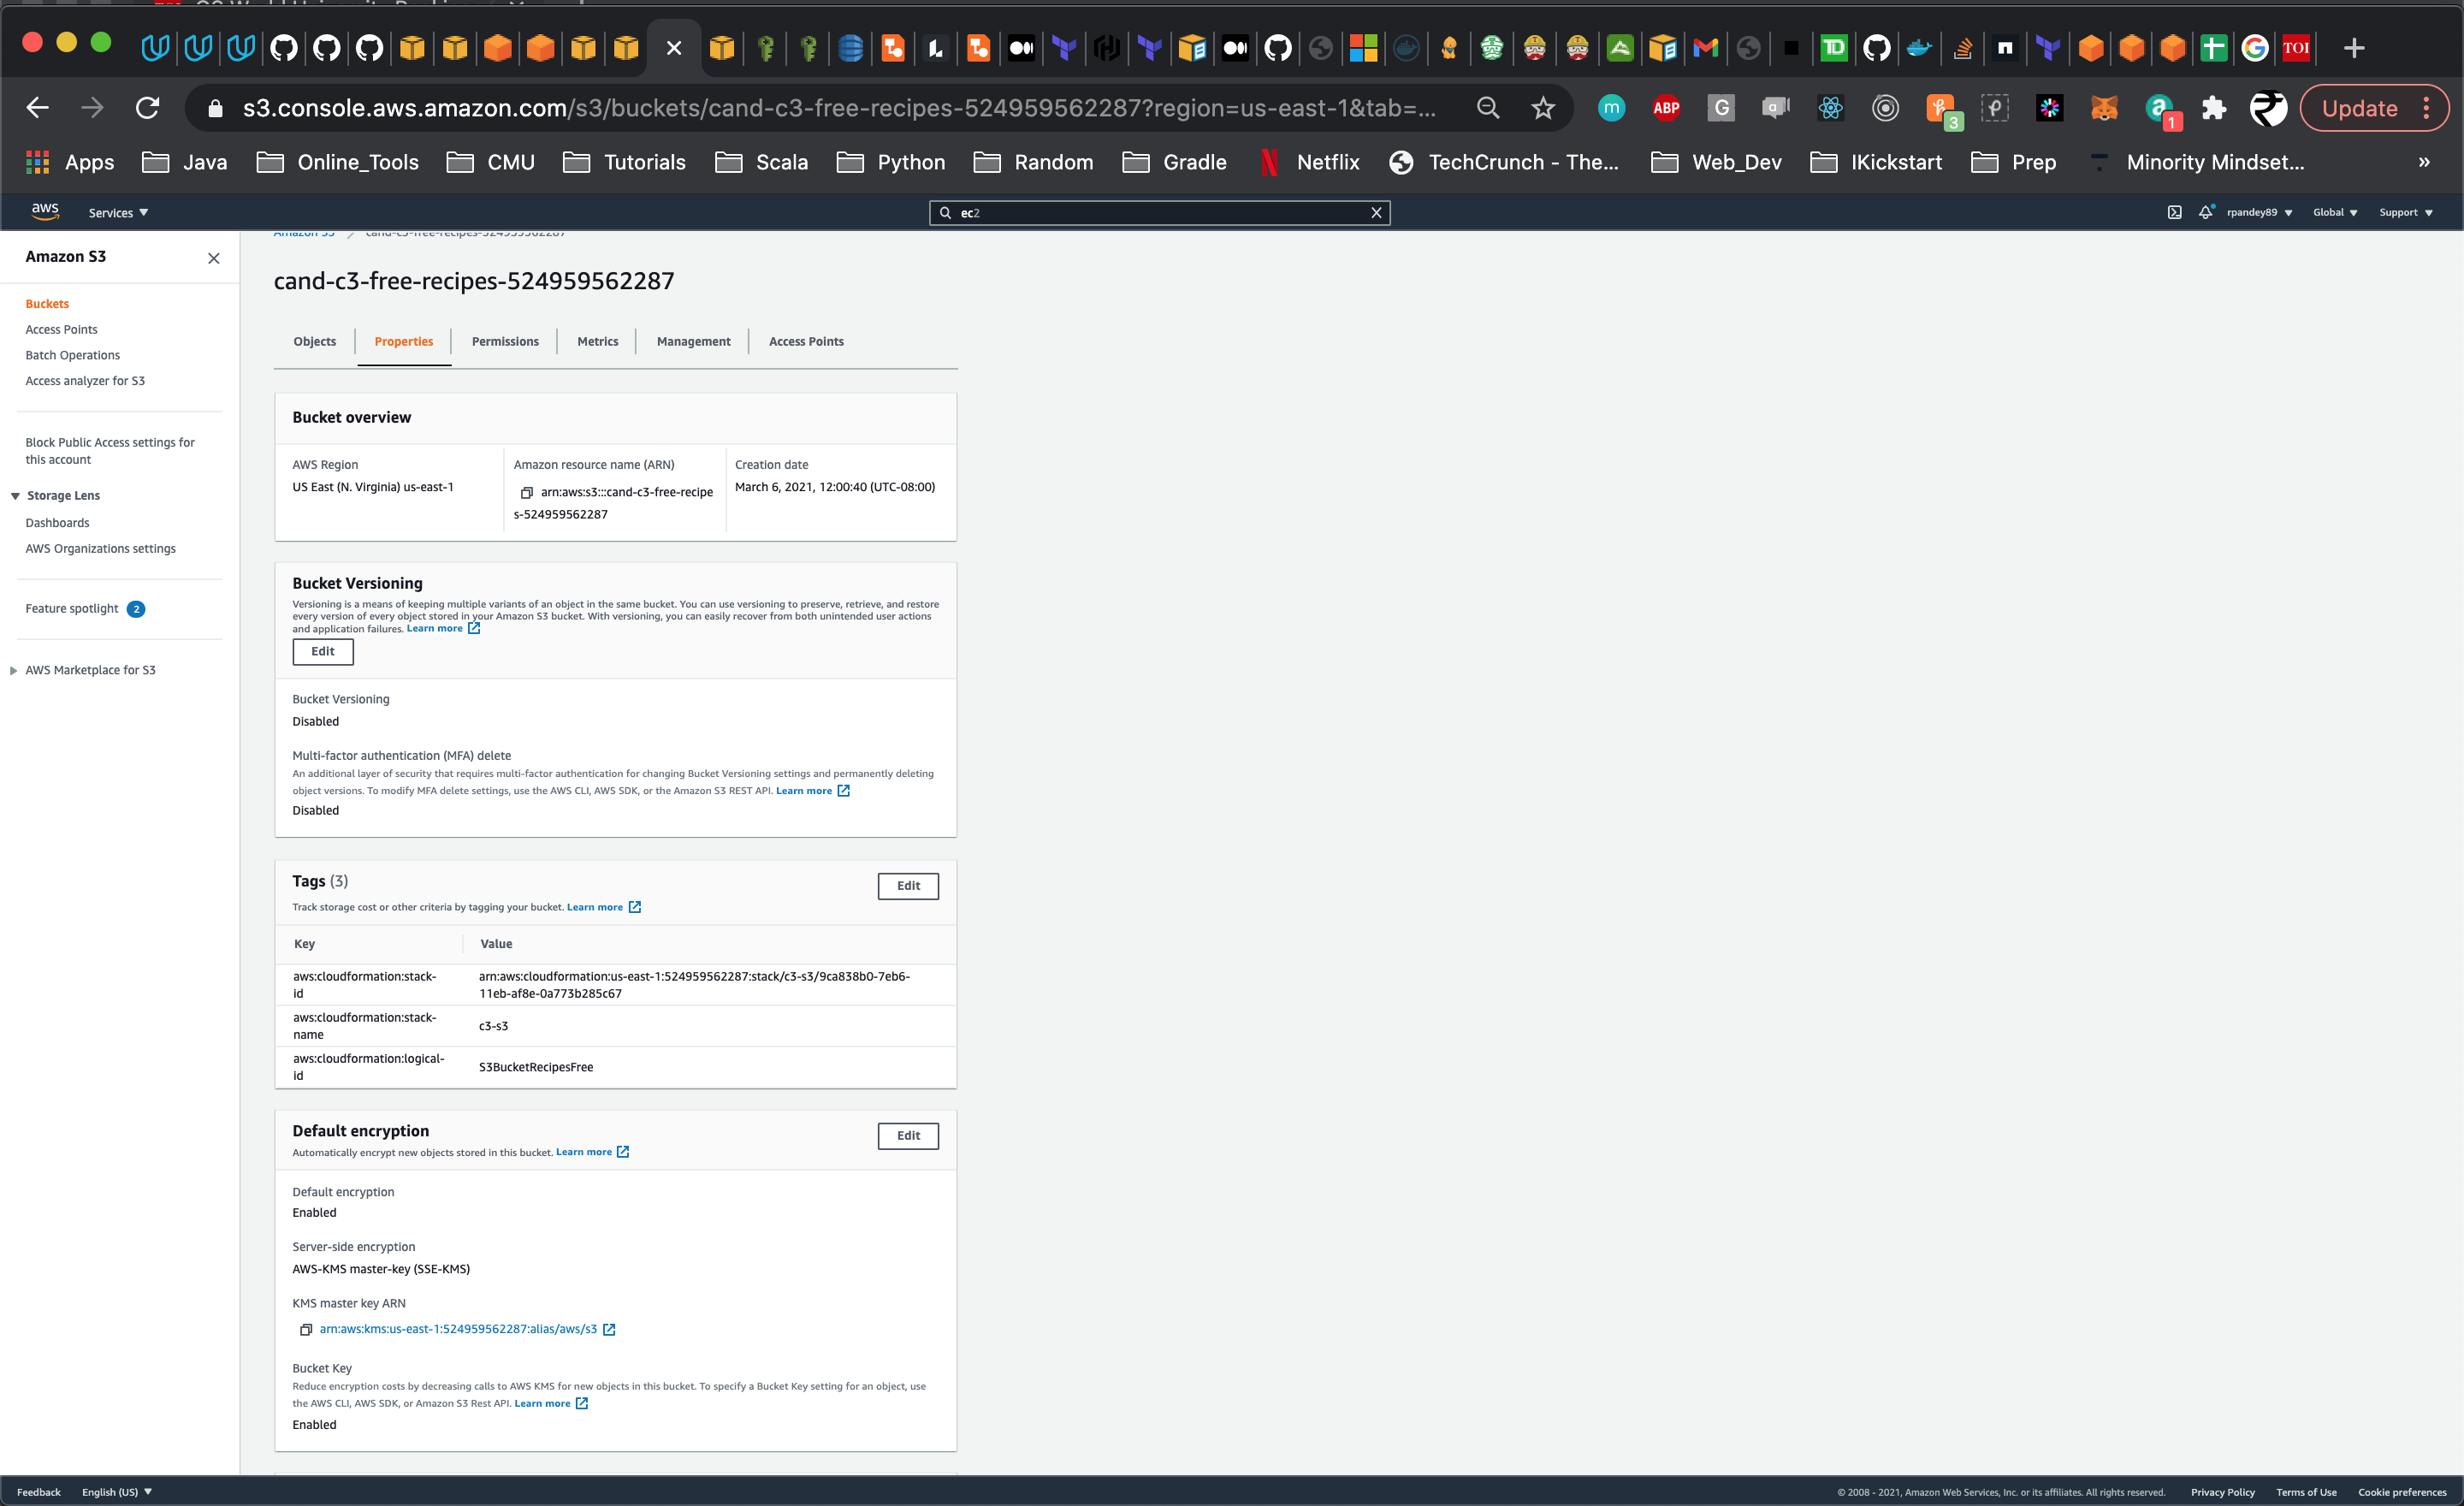 s3.console.aws.amazon.com/s3/buckets/cand-c3-free-recipes-524959562287?region=us-east-1&tab=...
m
ABP
G
a
3
1
Update
Apps
Java
Online_Tools
CMU
Tutorials
Scala
Python
Random
Gradle
Netflix
TechCrunch - The...
Web_Dev
IKickstart
Prep
Minority Mindset...
»
TD
TOI
aws
Services
ec2
rpandey89
Global
Support
Amazon S3
Buckets
Access Points
Batch Operations
Access analyzer for S3
Block Public Access settings for
this account
Storage Lens
Dashboards
AWS Organizations settings
Feature spotlight 2
AWS Marketplace for S3
Amazon S3 / cand-c3-free-recipes-524959562287
cand-c3-free-recipes-524959562287
Objects
Properties
Permissions
Metrics
Management
Access Points
Bucket overview
AWS Region
US East (N. Virginia) us-east-1
Amazon resource name (ARN)
arn:aws:s3:::cand-c3-free-recipe
s-524959562287
Creation date
March 6, 2021, 12:00:40 (UTC-08:00)
Bucket Versioning
Versioning is a means of keeping multiple variants of an object in the same bucket. You can use versioning to preserve, retrieve, and restore
every version of every object stored in your Amazon S3 bucket. With versioning, you can easily recover from both unintended user actions
and application failures. Learn more
Edit
Bucket Versioning
Disabled
Multi-factor authentication (MFA) delete
An additional layer of security that requires multi-factor authentication for changing Bucket Versioning settings and permanently deleting
object versions. To modify MFA delete settings, use the AWS CLI, AWS SDK, or the Amazon S3 REST API. Learn more
Disabled
Tags (3)
Edit
Track storage cost or other criteria by tagging your bucket. Learn more
Key
Value
aws:cloudformation:stack-
id
arn:aws:cloudformation:us-east-1:524959562287:stack/c3-s3/9ca838b0-7eb6-
11eb-af8e-0a773b285c67
aws:cloudformation:stack-
name
c3-s3
aws:cloudformation:logical-
id
S3BucketRecipesFree
Default encryption
Edit
Automatically encrypt new objects stored in this bucket. Learn more
Default encryption
Enabled
Server-side encryption
AWS-KMS master-key (SSE-KMS)
KMS master key ARN
arn:aws:kms:us-east-1:524959562287:alias/aws/s3
Bucket Key
Reduce encryption costs by decreasing calls to AWS KMS for new objects in this bucket. To specify a Bucket Key setting for an object, use
the AWS CLI, AWS SDK, or Amazon S3 Rest API. Learn more
Enabled
Feedback
English (US)
© 2008 - 2021, Amazon Web Services, Inc. or its affiliates. All rights reserved.
Privacy Policy
Terms of Use
Cookie preferences